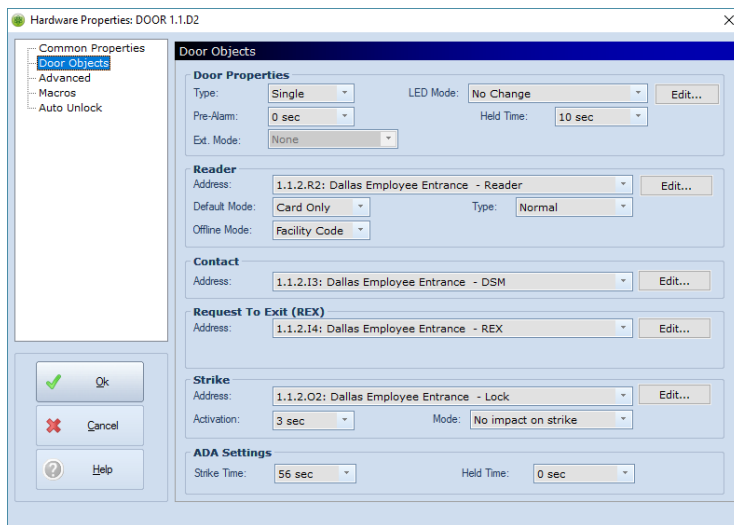 Hardware Properties: DOOR 1.1.D2
Common Properties
Door Objects
Advanced
Macros
Auto Unlock
Ok
Cancel
Help
Door Objects
Door Properties
Type: Single LED Mode: No Change Edit...
Pre-Alarm: 0 sec Held Time: 10 sec
Ext. Mode: None
Reader
Address: 1.1.2.R2: Dallas Employee Entrance - Reader Edit...
Default Mode: Card Only Type: Normal
Offline Mode: Facility Code
Contact
Address: 1.1.2.I3: Dallas Employee Entrance - DSM Edit...
Request To Exit (REX)
Address: 1.1.2.I4: Dallas Employee Entrance - REX Edit...
Strike
Address: 1.1.2.O2: Dallas Employee Entrance - Lock Edit...
Activation: 3 sec Mode: No impact on strike
ADA Settings
Strike Time: 56 sec Held Time: 0 sec